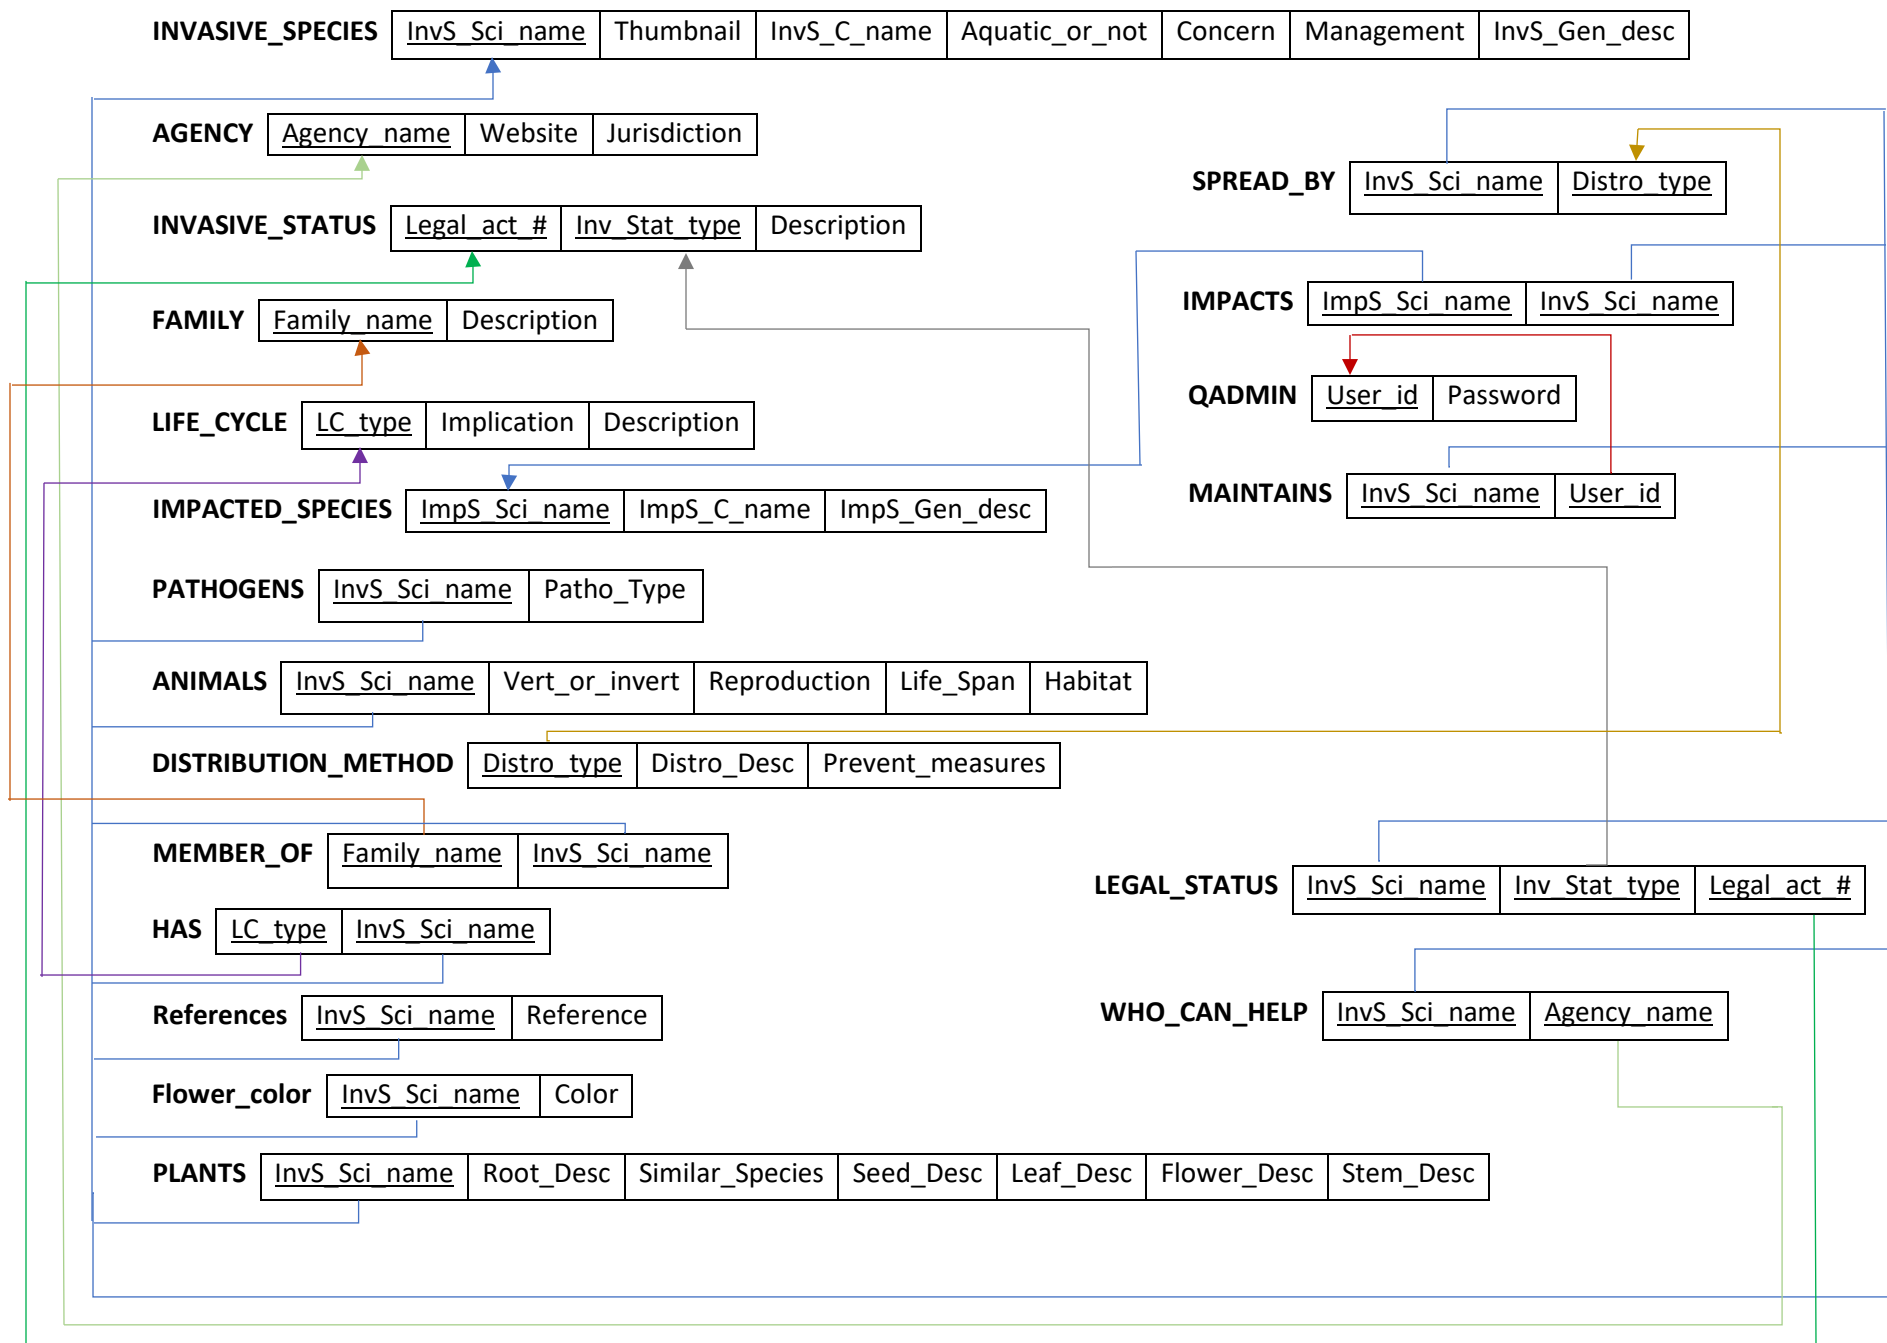 INVASIVE_SPECIES InvS_Sci_name Thumbnail InvS_C_name Aquatic_or_not Concern Management InvS_Gen_desc
AGENCY Agency_name Website Jurisdiction
SPREAD_BY InvS_Sci_name Distro_type
INVASIVE_STATUS Legal_act_# Inv_Stat_type Description
IMPACTS ImpS_Sci_name InvS_Sci_name
FAMILY Family_name Description
QADMIN User_id Password
LIFE_CYCLE LC_type Implication Description
MAINTAINS InvS_Sci_name User_id
IMPACTED_SPECIES ImpS_Sci_name ImpS_C_name ImpS_Gen_desc
PATHOGENS InvS_Sci_name Patho_Type
ANIMALS InvS_Sci_name Vert_or_invert Reproduction Life_Span Habitat
DISTRIBUTION_METHOD Distro_type Distro_Desc Prevent_measures
MEMBER_OF Family_name InvS_Sci_name
LEGAL_STATUS InvS_Sci_name Inv_Stat_type Legal_act_#
HAS LC_type InvS_Sci_name
References InvS_Sci_name Reference
WHO_CAN_HELP InvS_Sci_name Agency_name
Flower_color InvS_Sci_name Color
PLANTS InvS_Sci_name Root_Desc Similar_Species Seed_Desc Leaf_Desc Flower_Desc Stem_Desc